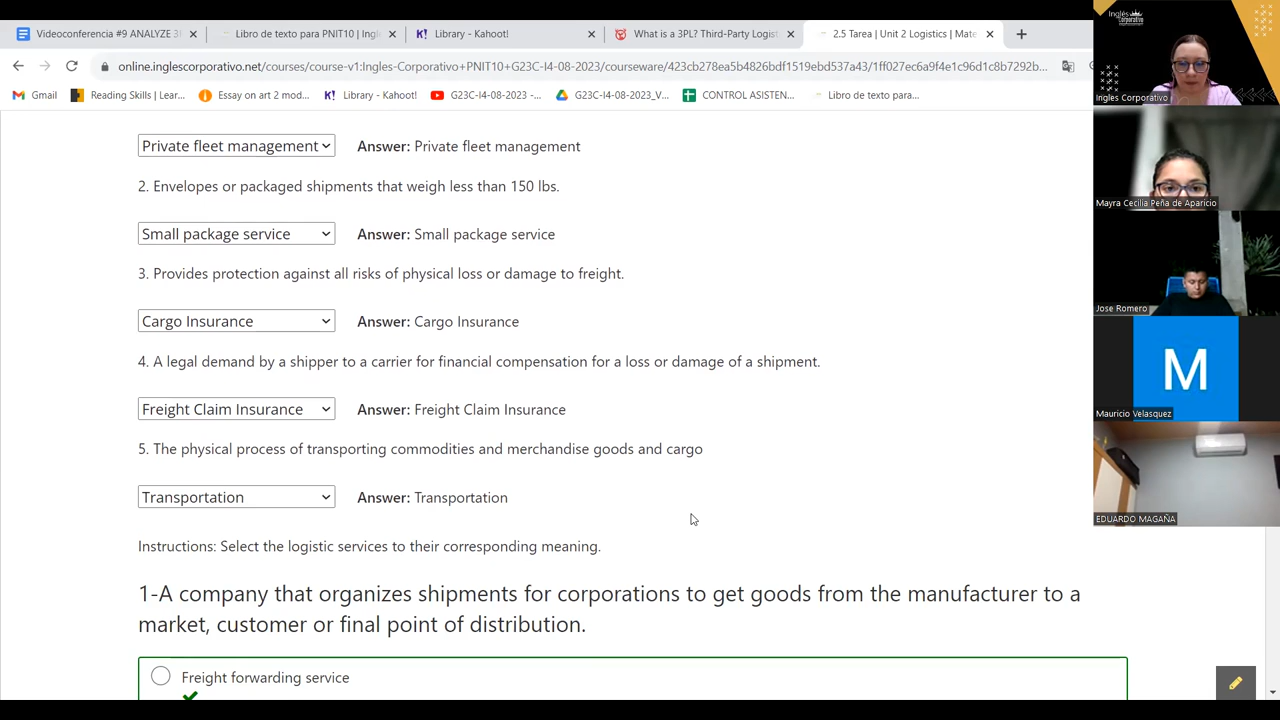 Videoconferencia #9 ANALYZE 3
Libro de texto para PNIT10 | Ingl
Library - Kahoot!
What is a 3PL? Third-Party Logist
2.5 Tarea | Unit 2 Logistics | Mate
online.inglescorporativo.net/courses/course-v1:Ingles-Corporativo+PN G23C-I4-08-2023/courseware/423cb278ea5b4826bdf1519ebd537a43/1ff027ec6a9f4e1c96d1c8b7292b...
Gmail
Reading Skills | Lear...
Essay on art 2 mod...
Library - Kahoot!
G23C-I4-08-2023 -...
G23C-I4-08-2023_V...
CONTROL ASISTEN...
Libro de texto para...
Private fleet management
Answer: Private fleet management
2. Envelopes or packaged shipments that weigh less than 150 lbs.
Small package service
Answer: Small package service
3. Provides protection against all risks of physical loss or damage to freight.
Cargo Insurance
Answer: Cargo Insurance
4. A legal demand by a shipper to a carrier for financial compensation for a loss or damage of a shipment.
Freight Claim Insurance
Answer: Freight Claim Insurance
5. The physical process of transporting commodities and merchandise goods and cargo
Transportation
Answer: Transportation
Instructions: Select the logistic services to their corresponding meaning.
1-A company that organizes shipments for corporations to get goods from the manufacturer to a
market, customer or final point of distribution.
Freight forwarding service
Inglés
Corporativo
Ingles Corporativo
Mayra Cecilia Peña de Aparicio
Jose Romero
M
Mauricio Velasquez
EDUARDO MAGAÑA